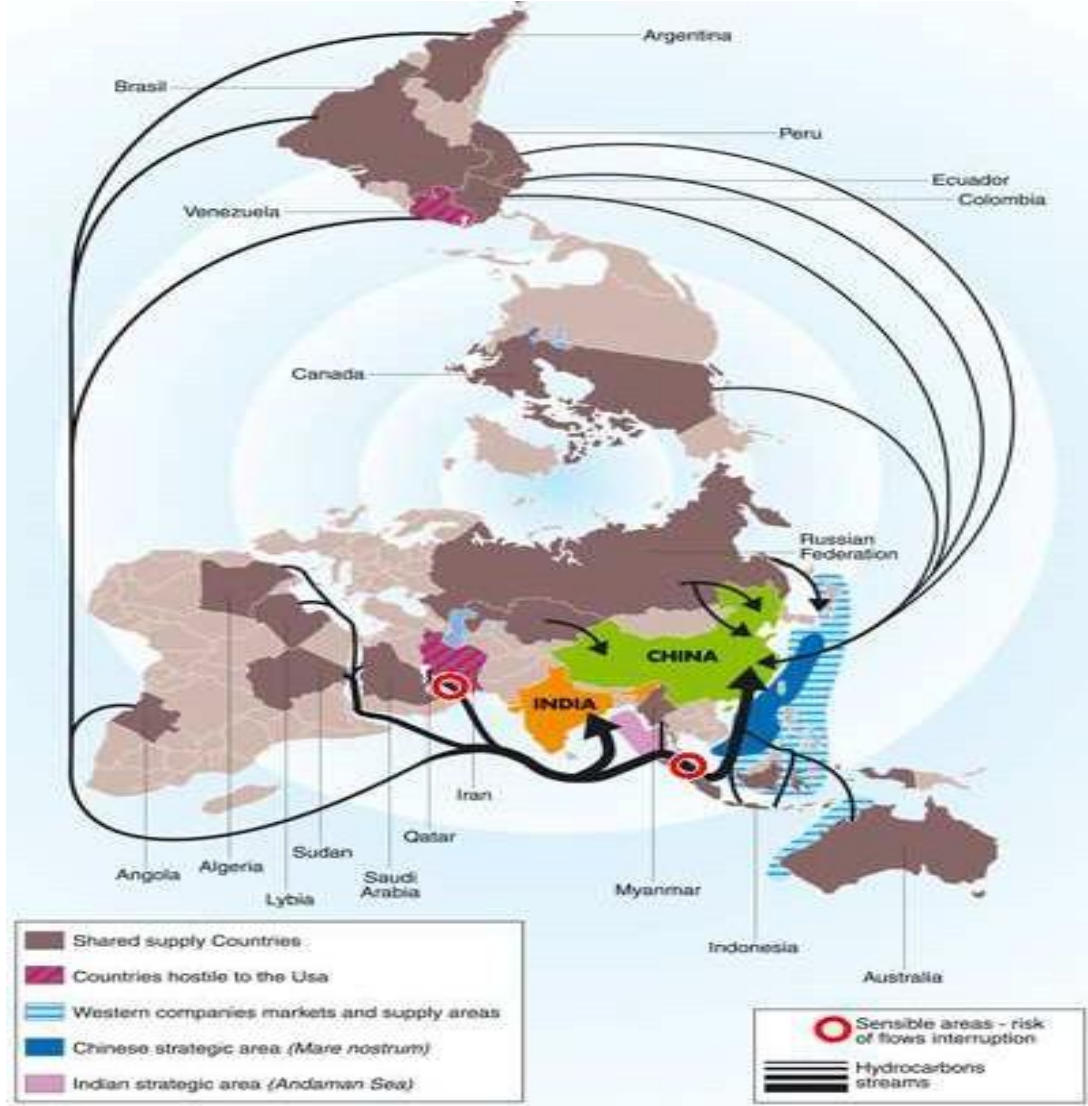 Argentina
Brasil
Peru
Ecuador
Colombia
Venezuela
Canada
Russian
Federation
CHINA
INDIA
Iran
Qatar
Sudan
Saudi
Arabia
Algeria
Angola
Lybia
Myanmar
Indonesia
Australia
Shared supply Countries
Countries hostile to the Usa
Western companies markets and supply areas
Chinese strategic area (Mare nostrum)
Indian strategic area (Andaman Sea)
Sensible areas - risk
of flows interruption
Hydrocarbons
streams